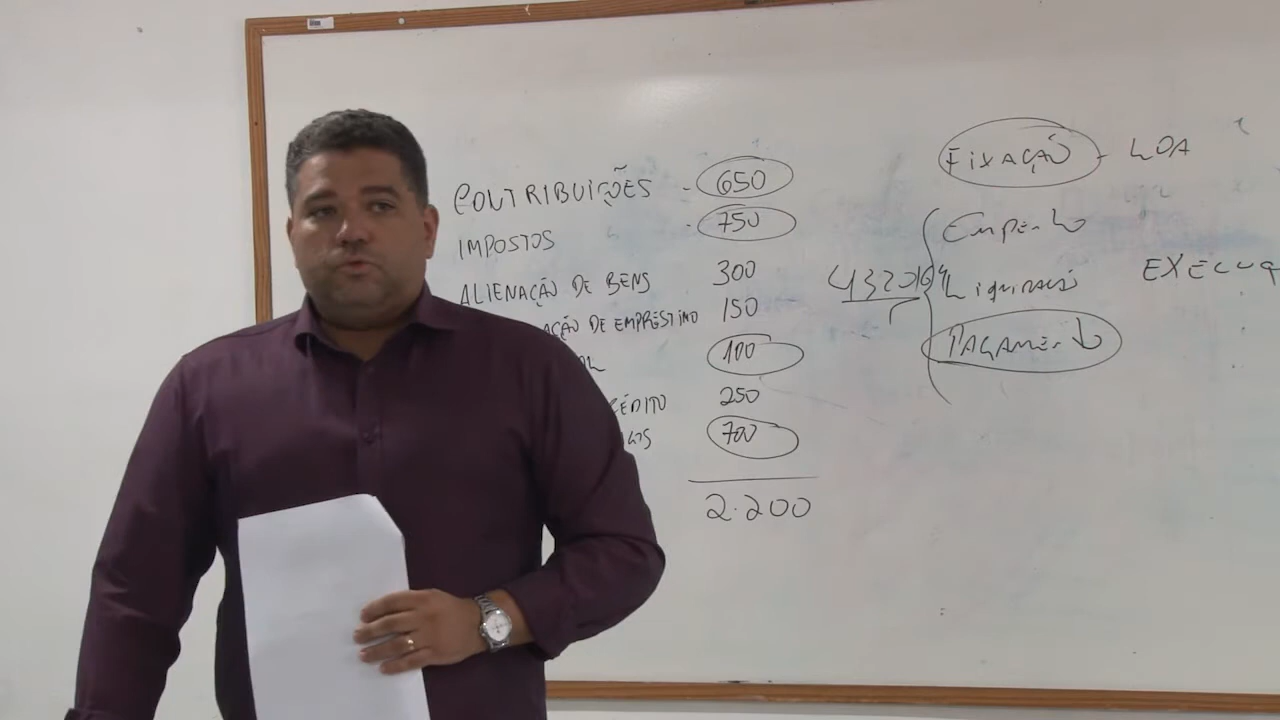 CONTRIBUIÇÕES - 650
IMPOSTOS - 750
ALIENAÇÃO DE BENS 300
AÇÃO DE EMPRÉSTIMO 150
100
ÉDITO 250
700
2.200
FIXAÇÃO - LOA
Empenho
4320/64
Liquidação
EXECUÇ
PAGAMENTO